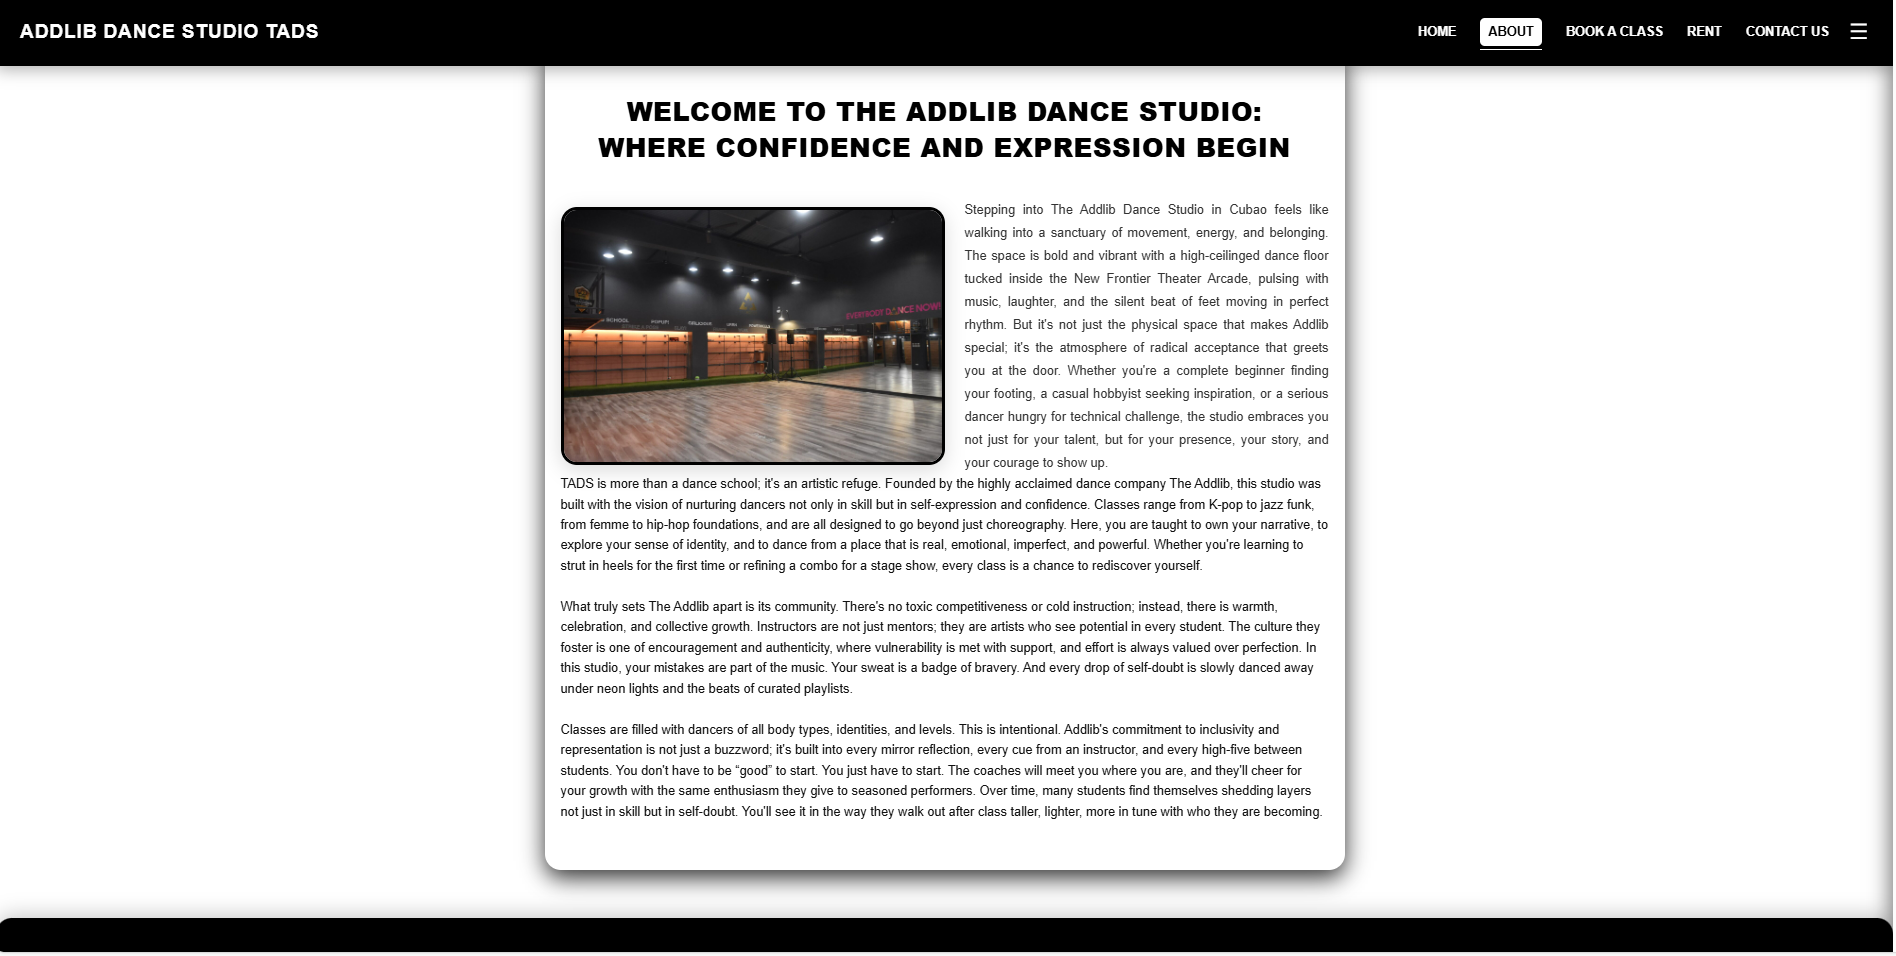 ADDLIB DANCE STUDIO TADS
HOME
ABOUT
BOOK A CLASS
RENT
CONTACT US
WELCOME TO THE ADDLIB DANCE STUDIO:
WHERE CONFIDENCE AND EXPRESSION BEGIN
SCHOOL
EVERYBODY DANCE NOW!
Stepping into The Addlib Dance Studio in Cubao feels like
walking into a sanctuary of movement, energy, and belonging.
The space is bold and vibrant with a high-ceilinged dance floor
tucked inside the New Frontier Theater Arcade, pulsing with
music, laughter, and the silent beat of feet moving in perfect
rhythm. But it's not just the physical space that makes Addlib
special; it's the atmosphere of radical acceptance that greets
you at the door. Whether you're a complete beginner finding
your footing, a casual hobbyist seeking inspiration, or a serious
dancer hungry for technical challenge, the studio embraces you
not just for your talent, but for your presence, your story, and
your courage to show up.
TADS is more than a dance school; it's an artistic refuge. Founded by the highly acclaimed dance company The Addlib, this studio was
built with the vision of nurturing dancers not only in skill but in self-expression and confidence. Classes range from K-pop to jazz funk,
from femme to hip-hop foundations, and are all designed to go beyond just choreography. Here, you are taught to own your narrative, to
explore your sense of identity, and to dance from a place that is real, emotional, imperfect, and powerful. Whether you're learning to
strut in heels for the first time or refining a combo for a stage show, every class is a chance to rediscover yourself.
What truly sets The Addlib apart is its community. There's no toxic competitiveness or cold instruction; instead, there is warmth,
celebration, and collective growth. Instructors are not just mentors; they are artists who see potential in every student. The culture they
foster is one of encouragement and authenticity, where vulnerability is met with support, and effort is always valued over perfection. In
this studio, your mistakes are part of the music. Your sweat is a badge of bravery. And every drop of self-doubt is slowly danced away
under neon lights and the beats of curated playlists.
Classes are filled with dancers of all body types, identities, and levels. This is intentional. Addlib's commitment to inclusivity and
representation is not just a buzzword; it's built into every mirror reflection, every cue from an instructor, and every high-five between
students. You don't have to be “good” to start. You just have to start. The coaches will meet you where you are, and they'll cheer for
your growth with the same enthusiasm they give to seasoned performers. Over time, many students find themselves shedding layers
not just in skill but in self-doubt. You'll see it in the way they walk out after class taller, lighter, more in tune with who they are becoming.